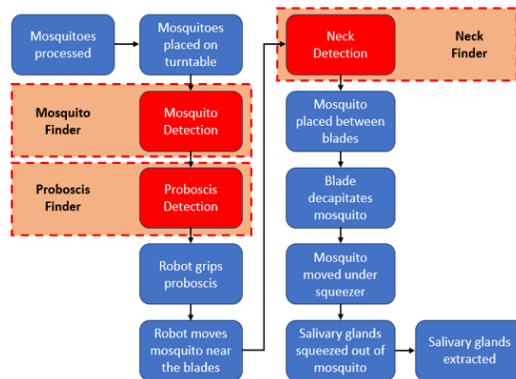 Mosquitoes
processed
Mosquitoes
placed on
turntable
Mosquito
Finder
Mosquito
Detection
Proboscis
Finder
Proboscis
Detection
Robot grips
proboscis
Robot moves
mosquito near
the blades
Neck
Detection
Neck
Finder
Mosquito
placed between
blades
Blade
decapitates
mosquito
Mosquito
moved under
squeezer
Salivary glands
squeezed out of
mosquito
Salivary glands
extracted